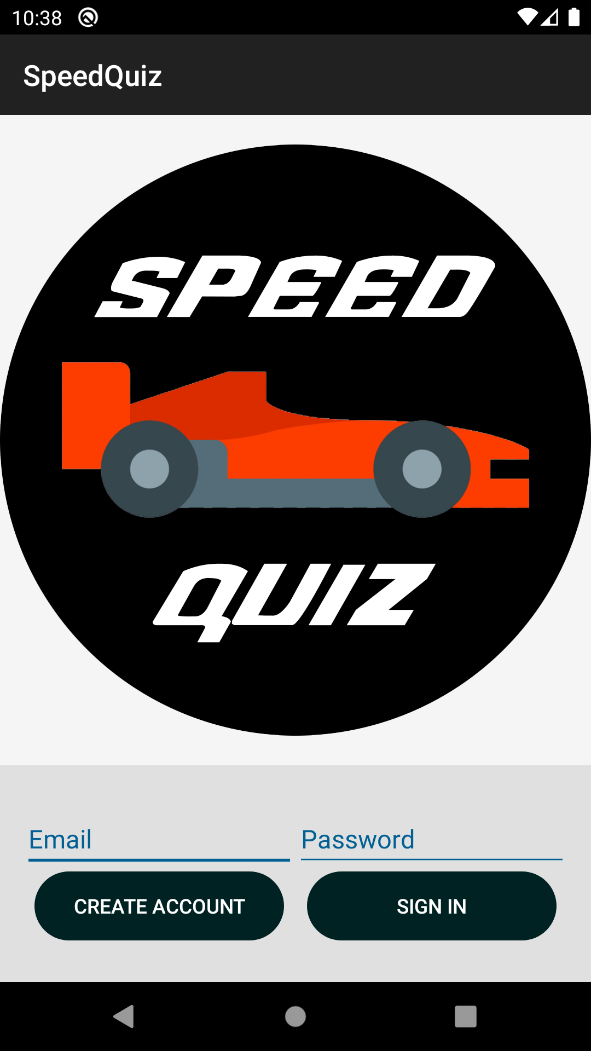 10:38
SpeedQuiz
SPEED
QUIZ
Email Password
CREATE ACCOUNT SIGN IN